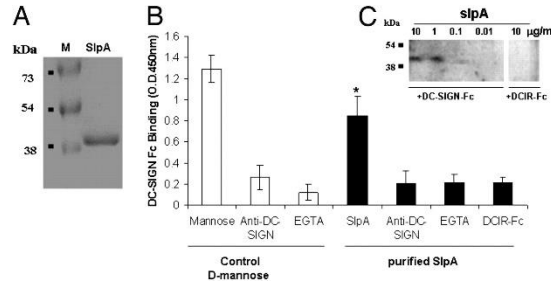 A
kDa M SlpA
73
54
38
B
DC-SIGN Fc Binding (O.D.450nm)
1.6
1.4
1.2
1
0.8
0.6
0.4
0.2
0
*
Mannose Anti-DC-SIGN EGTA SlpA Anti-DC-SIGN EGTA DCIR-Fc
Control D-mannose
purified SlpA
C
slpA
kDa 10 1 0.1 0.01 10 µg/m
54
38
+DC-SIGN-Fc +DCIR-Fc